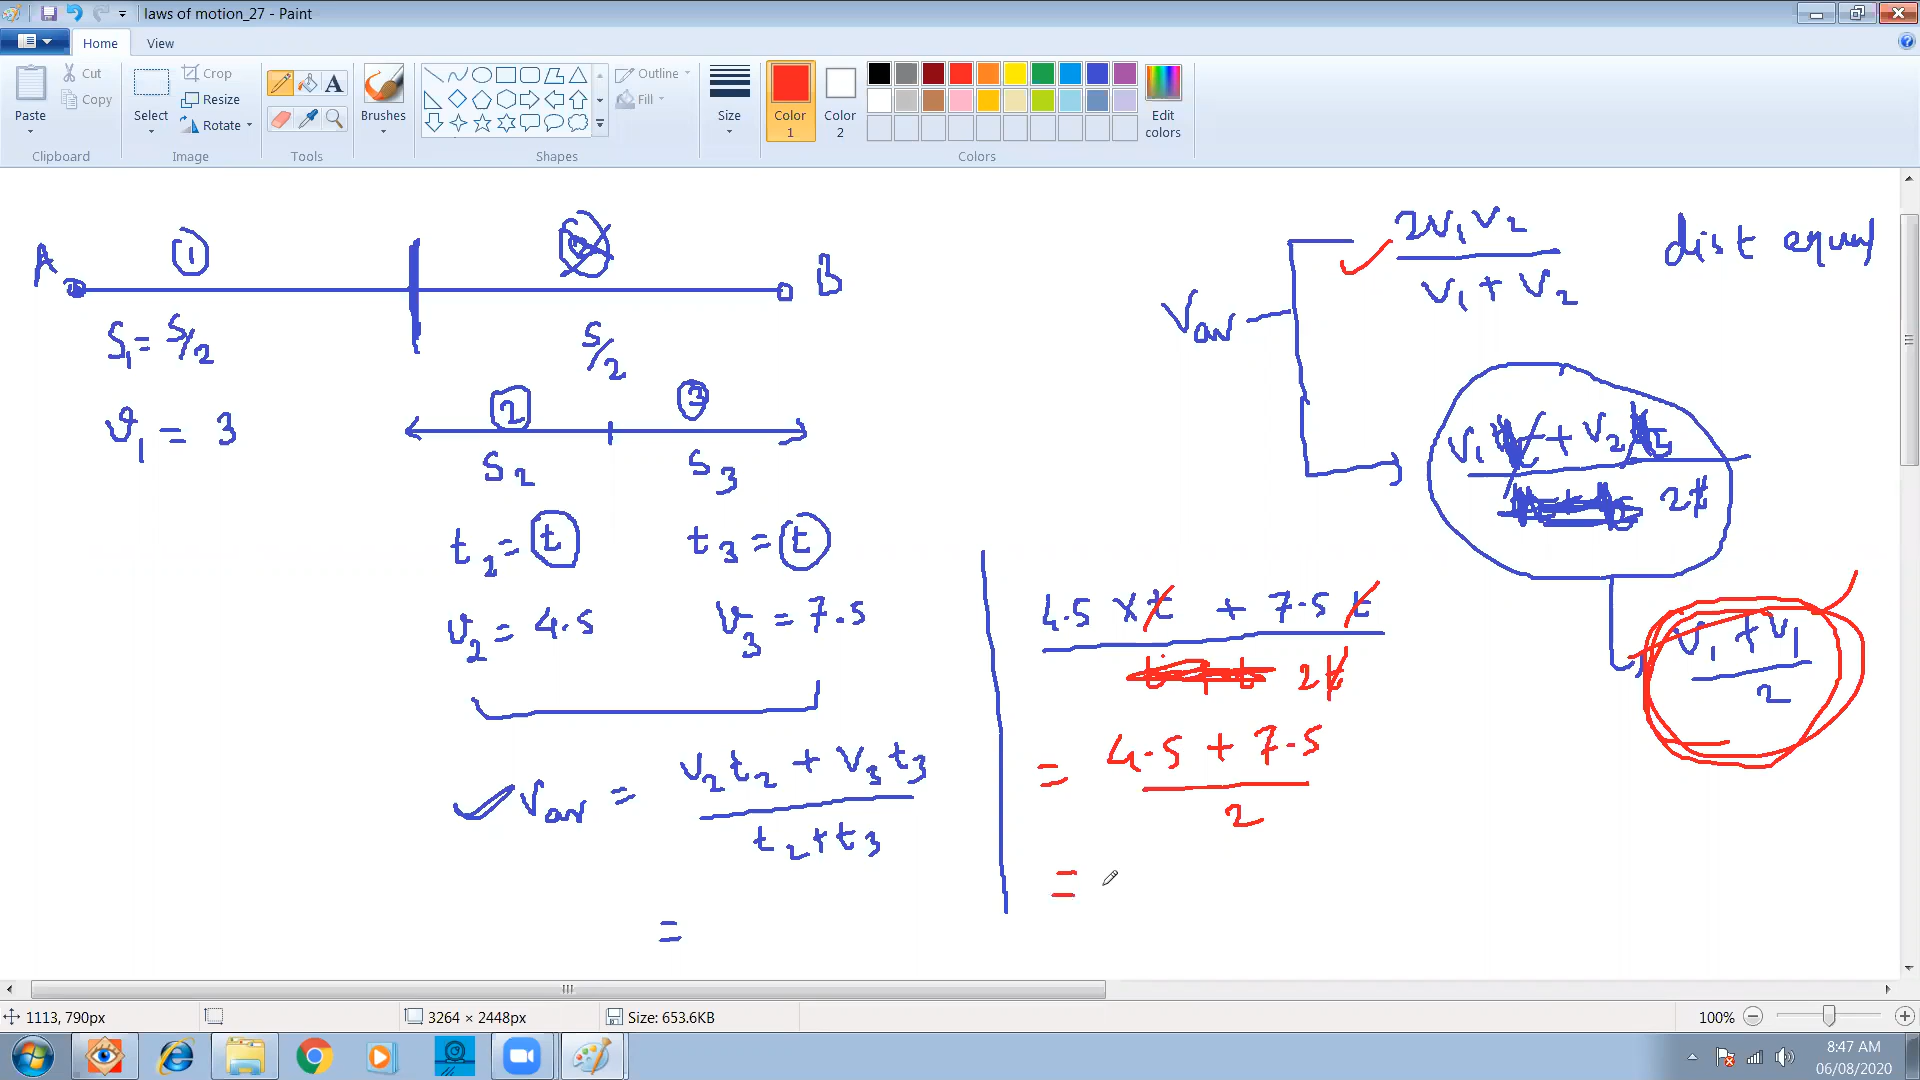 laws of motion_27 - Paint
Home View
Paste Cut Copy Clipboard
Select Crop Resize Rotate Image
Tools
Brushes
Shapes Outline Fill
Size
Color 1 Color 2 Edit colors Colors
A ① B
S₁ = S/2
S/2
v₁ = 3
2 3
S₂ S₃
t₂ = t t₃ = t
v₂ = 4.5 v₃ = 7.5
Vav = (V₂t₂ + V₃t₃) / (t₂ + t₃)
=
(4.5 × t + 7.5 t) / 2t
= (4.5 + 7.5) / 2
=
Vav
2V₁V₂ / (V₁ + V₂) dist equal
V₁ + V₂ / 2t
(V₁ + V₁) / 2
1113, 790px
3264 × 2448px
Size: 653.6KB
100%
8:47 AM
06/08/2020